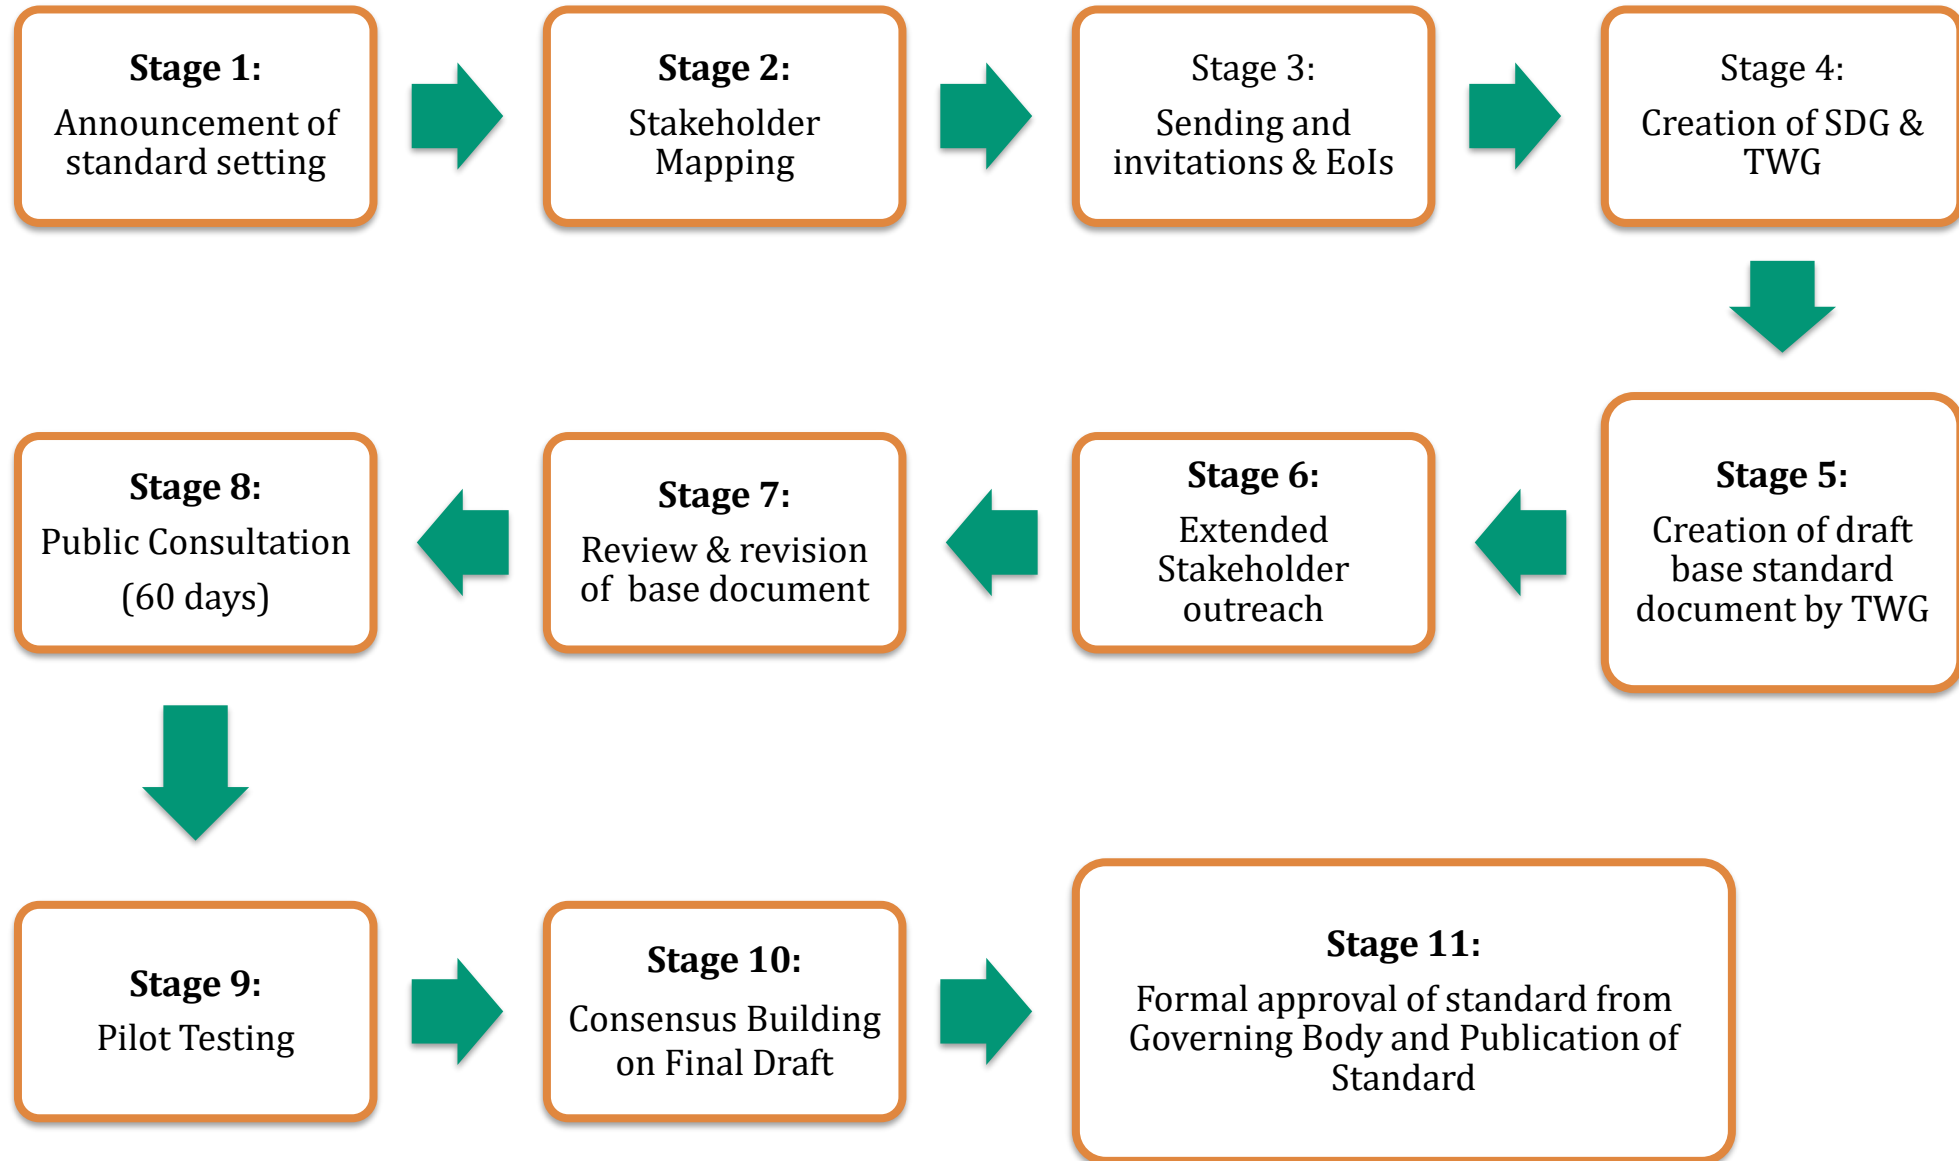 Stage 1:
Announcement of
standard setting
Stage 2:
Stakeholder
Mapping
Stage 3:
Sending and
invitations & EoIs
Stage 4:
Creation of SDG &
TWG
Stage 5:
Creation of draft
base standard
document by TWG
Stage 6:
Extended
Stakeholder
outreach
Stage 7:
Review & revision
of base document
Stage 8:
Public Consultation
(60 days)
Stage 9:
Pilot Testing
Stage 10:
Consensus Building
on Final Draft
Stage 11:
Formal approval of standard from
Governing Body and Publication of
Standard